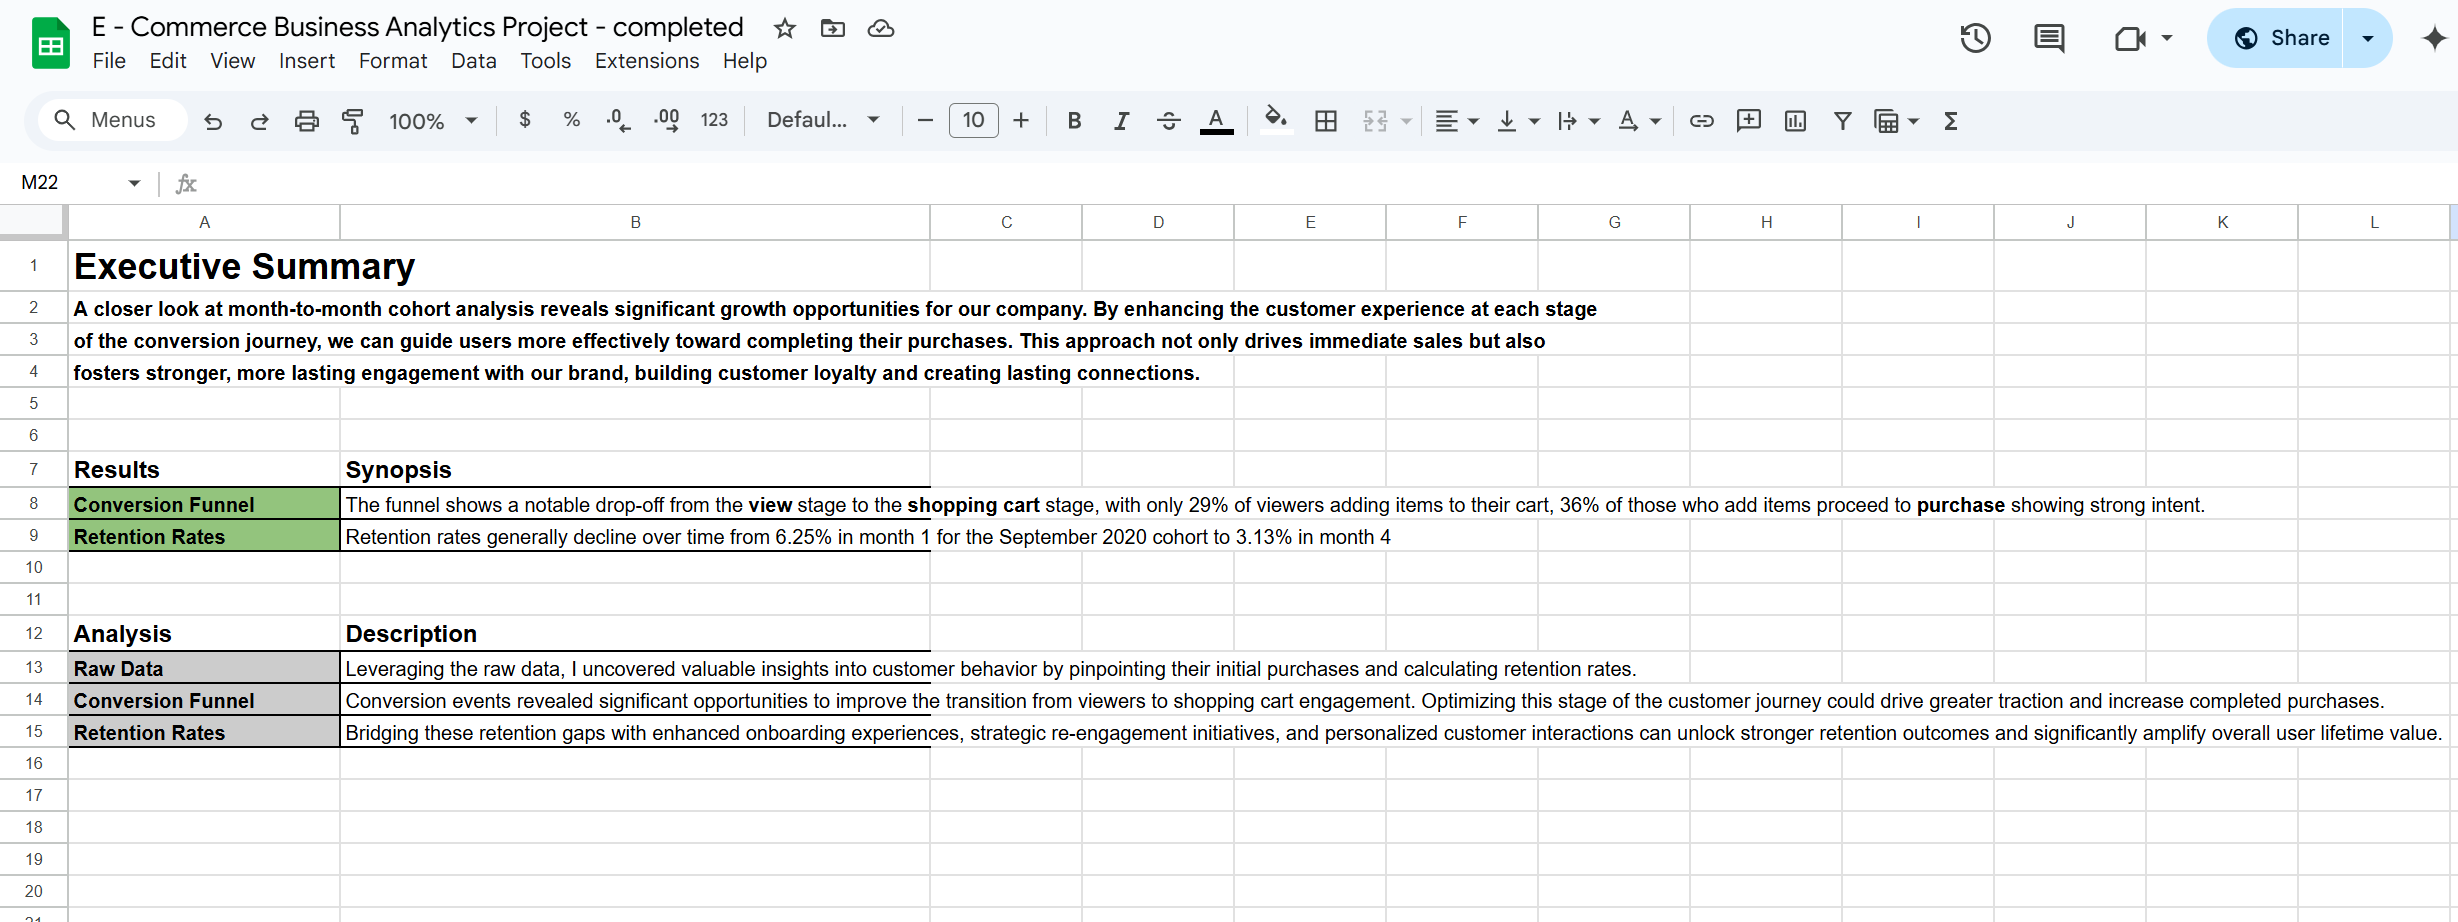 E - Commerce Business Analytics Project - completed
File Edit View Insert Format Data Tools Extensions Help
Share
Menus 100% $ % .0 .00 123 Defaul... 10 B I A A Σ
M22 fx
A B C D E F G H I J K L
1 Executive Summary
2 A closer look at month-to-month cohort analysis reveals significant growth opportunities for our company. By enhancing the customer experience at each stage
3 of the conversion journey, we can guide users more effectively toward completing their purchases. This approach not only drives immediate sales but also
4 fosters stronger, more lasting engagement with our brand, building customer loyalty and creating lasting connections.
5
6
7 Results Synopsis
8 Conversion Funnel The funnel shows a notable drop-off from the view stage to the shopping cart stage, with only 29% of viewers adding items to their cart, 36% of those who add items proceed to purchase showing strong intent.
9 Retention Rates Retention rates generally decline over time from 6.25% in month 1 for the September 2020 cohort to 3.13% in month 4
10
11
12 Analysis Description
13 Raw Data Leveraging the raw data, I uncovered valuable insights into customer behavior by pinpointing their initial purchases and calculating retention rates.
14 Conversion Funnel Conversion events revealed significant opportunities to improve the transition from viewers to shopping cart engagement. Optimizing this stage of the customer journey could drive greater traction and increase completed purchases.
15 Retention Rates Bridging these retention gaps with enhanced onboarding experiences, strategic re-engagement initiatives, and personalized customer interactions can unlock stronger retention outcomes and significantly amplify overall user lifetime value.
16
17
18
19
20